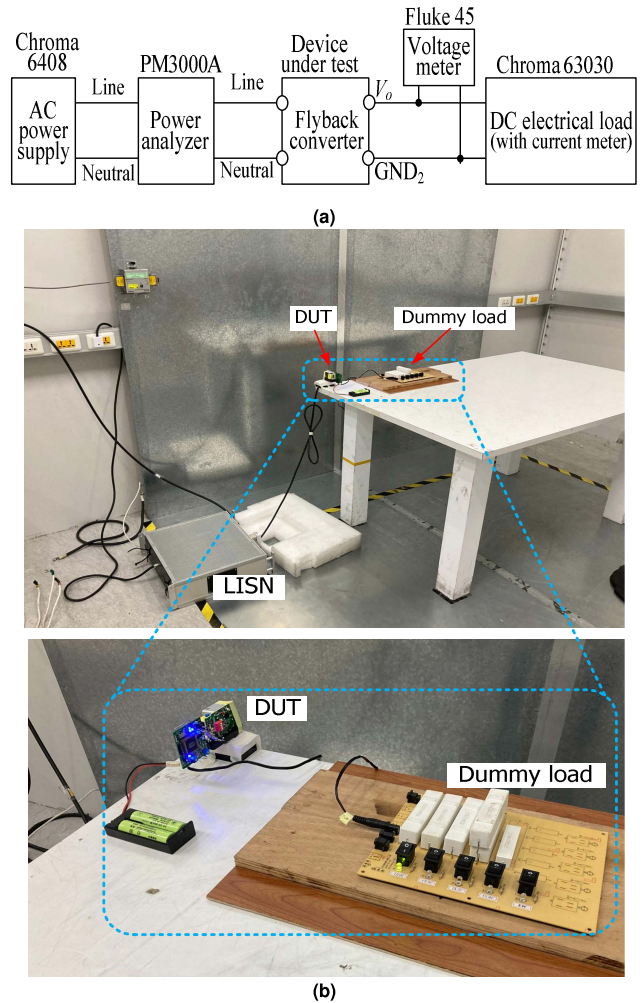 Chroma
6408
AC
power
supply
Line
Neutral
PM3000A
Power
analyzer
Line
Neutral
Device
under test
Flyback
converter
Vₒ
GND₂
Fluke 45
Voltage
meter
Chroma 63030
DC electrical load
(with current meter)
(a)
DUT
Dummy load
LISN
DUT
Dummy load
(b)